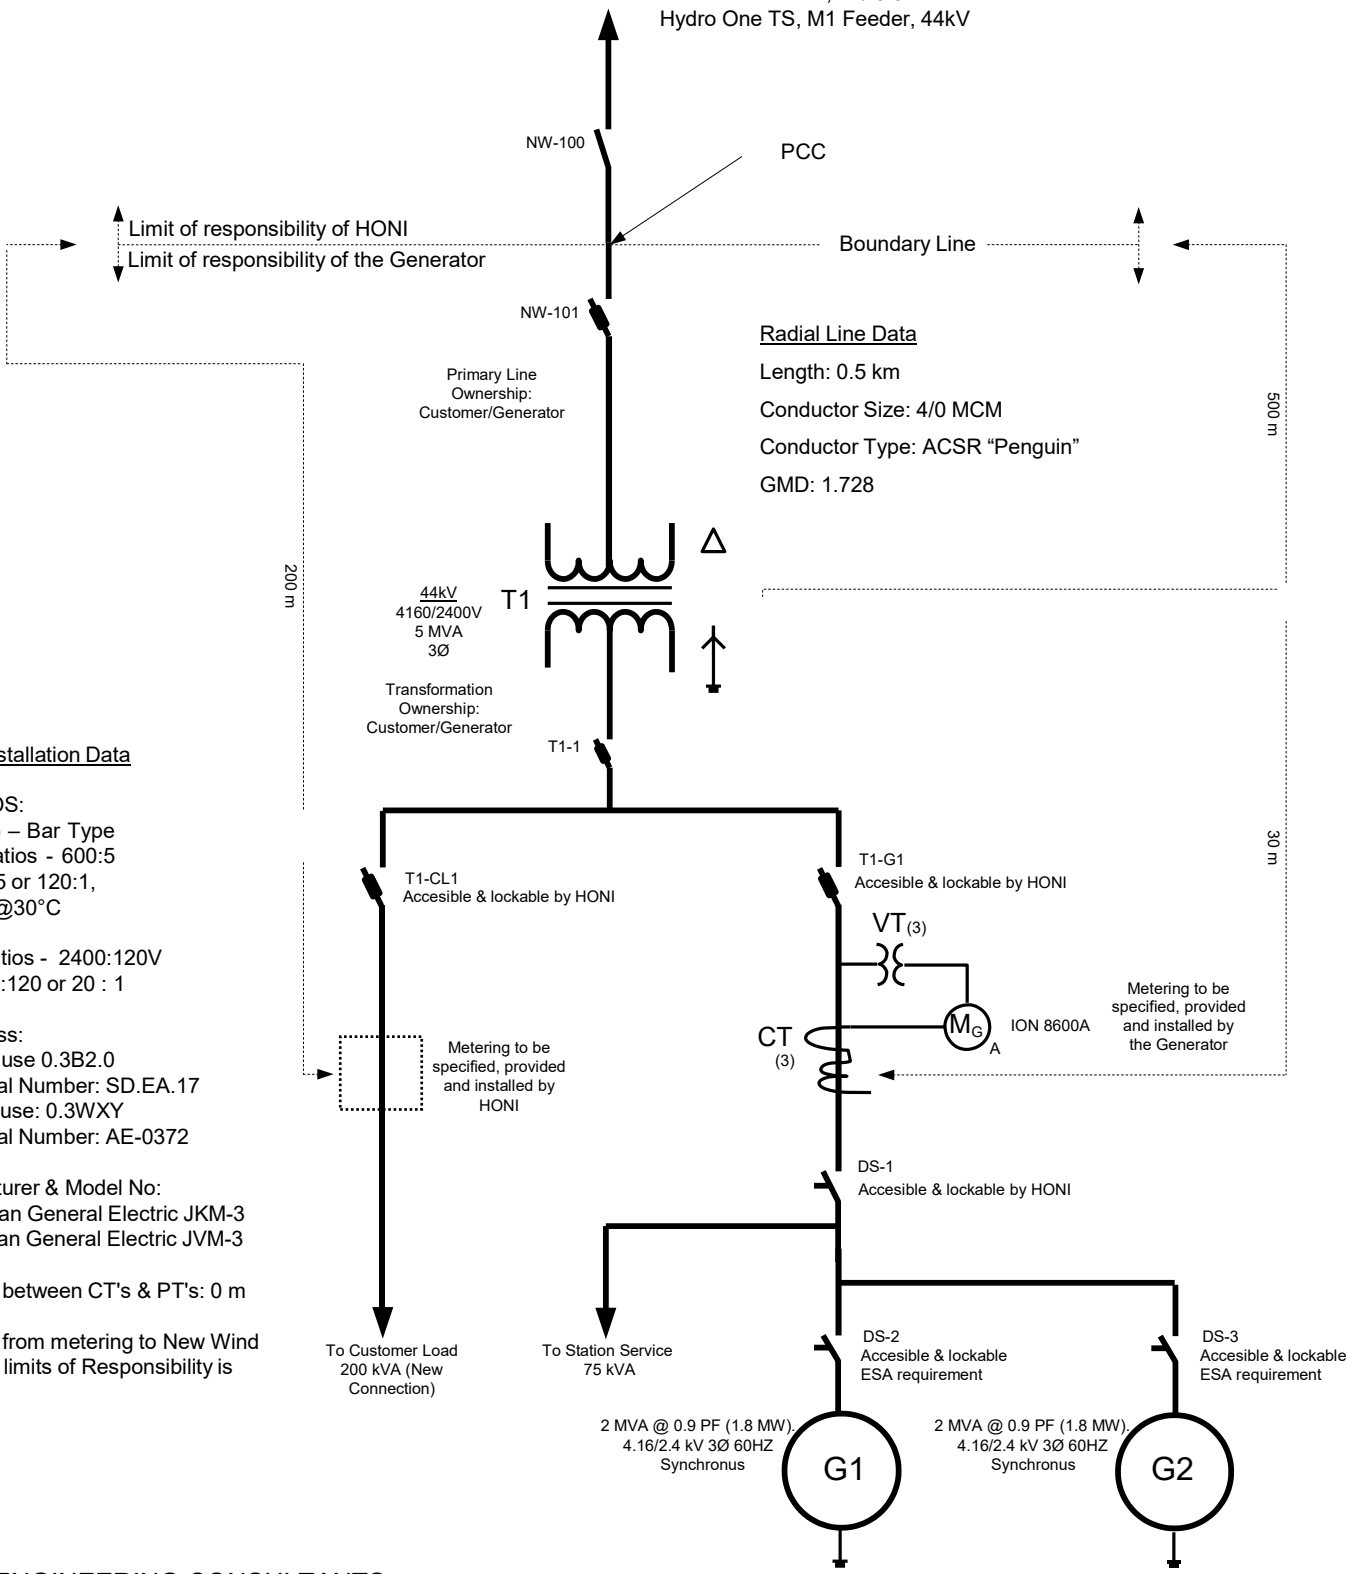 Hydro One TS, M1 Feeder, 44kV
NW-100
PCC
Limit of responsibility of HONI
Boundary Line
Limit of responsibility of the Generator
NW-101
Radial Line Data
Length: 0.5 km
Conductor Size: 4/0 MCM
Conductor Type: ACSR “Penguin”
GMD: 1.728
Primary Line
Ownership:
Customer/Generator
500 m
200 m
44kV
4160/2400V
5 MVA
3Ø
T1
Transformation
Ownership:
Customer/Generator
T1-1
stallation Data
OS:
– Bar Type
atios - 600:5
5 or 120:1,
@30°C
tios - 2400:120V
:120 or 20 : 1
ss:
use 0.3B2.0
al Number: SD.EA.17
use: 0.3WXY
al Number: AE-0372
turer & Model No:
an General Electric JKM-3
an General Electric JVM-3
between CT's & PT's: 0 m
from metering to New Wind
limits of Responsibility is
T1-CL1
Accesible & lockable by HONI
T1-G1
Accesible & lockable by HONI
30 m
VT(3)
CT
(3)
MG
A
ION 8600A
Metering to be
specified, provided
and installed by
the Generator
Metering to be
specified, provided
and installed by
HONI
DS-1
Accesible & lockable by HONI
To Customer Load
200 kVA (New
Connection)
To Station Service
75 kVA
DS-2
Accesible & lockable
ESA requirement
DS-3
Accesible & lockable
ESA requirement
2 MVA @ 0.9 PF (1.8 MW).
4.16/2.4 kV 3Ø 60HZ
Synchronus
G1
2 MVA @ 0.9 PF (1.8 MW).
4.16/2.4 kV 3Ø 60HZ
Synchronus
G2
ENGINEERING CONSULTANTS